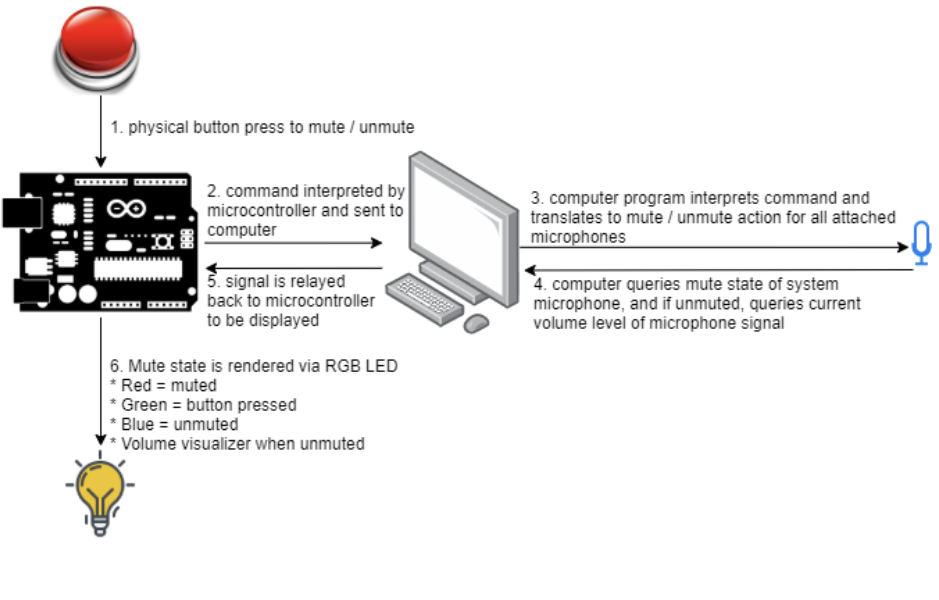 1. physical button press to mute / unmute
2. command interpreted by
microcontroller and sent to
computer
3. computer program interprets command and
translates to mute / unmute action for all attached
microphones
4. computer queries mute state of system
microphone, and if unmuted, queries current
volume level of microphone signal
5. signal is relayed
back to microcontroller
to be displayed
6. Mute state is rendered via RGB LED
* Red = muted
* Green = button pressed
* Blue = unmuted
* Volume visualizer when unmuted